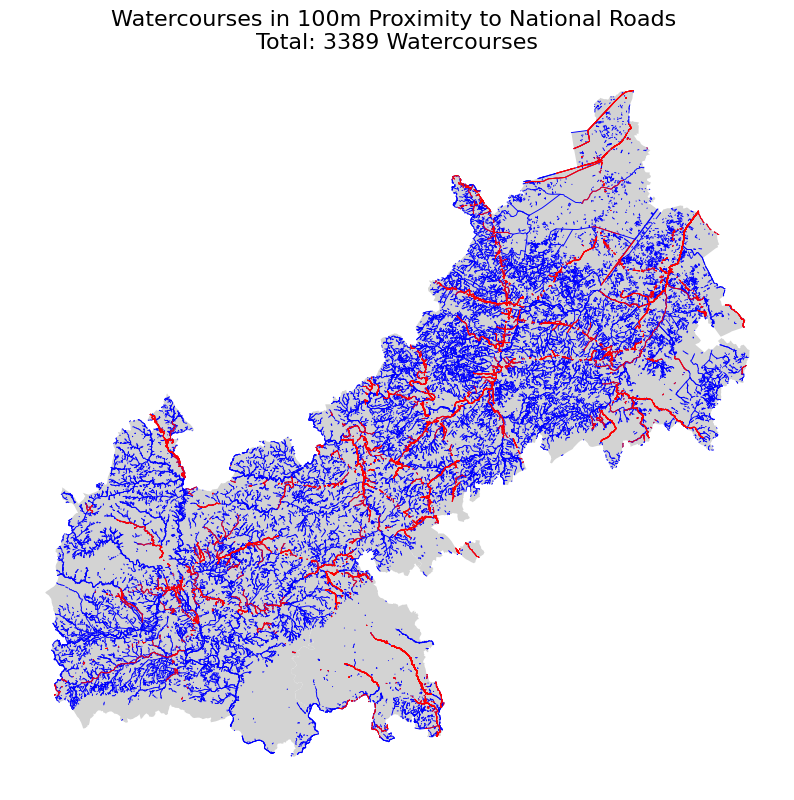 Watercourses in 100m Proximity to National Roads
Total: 3389 Watercourses